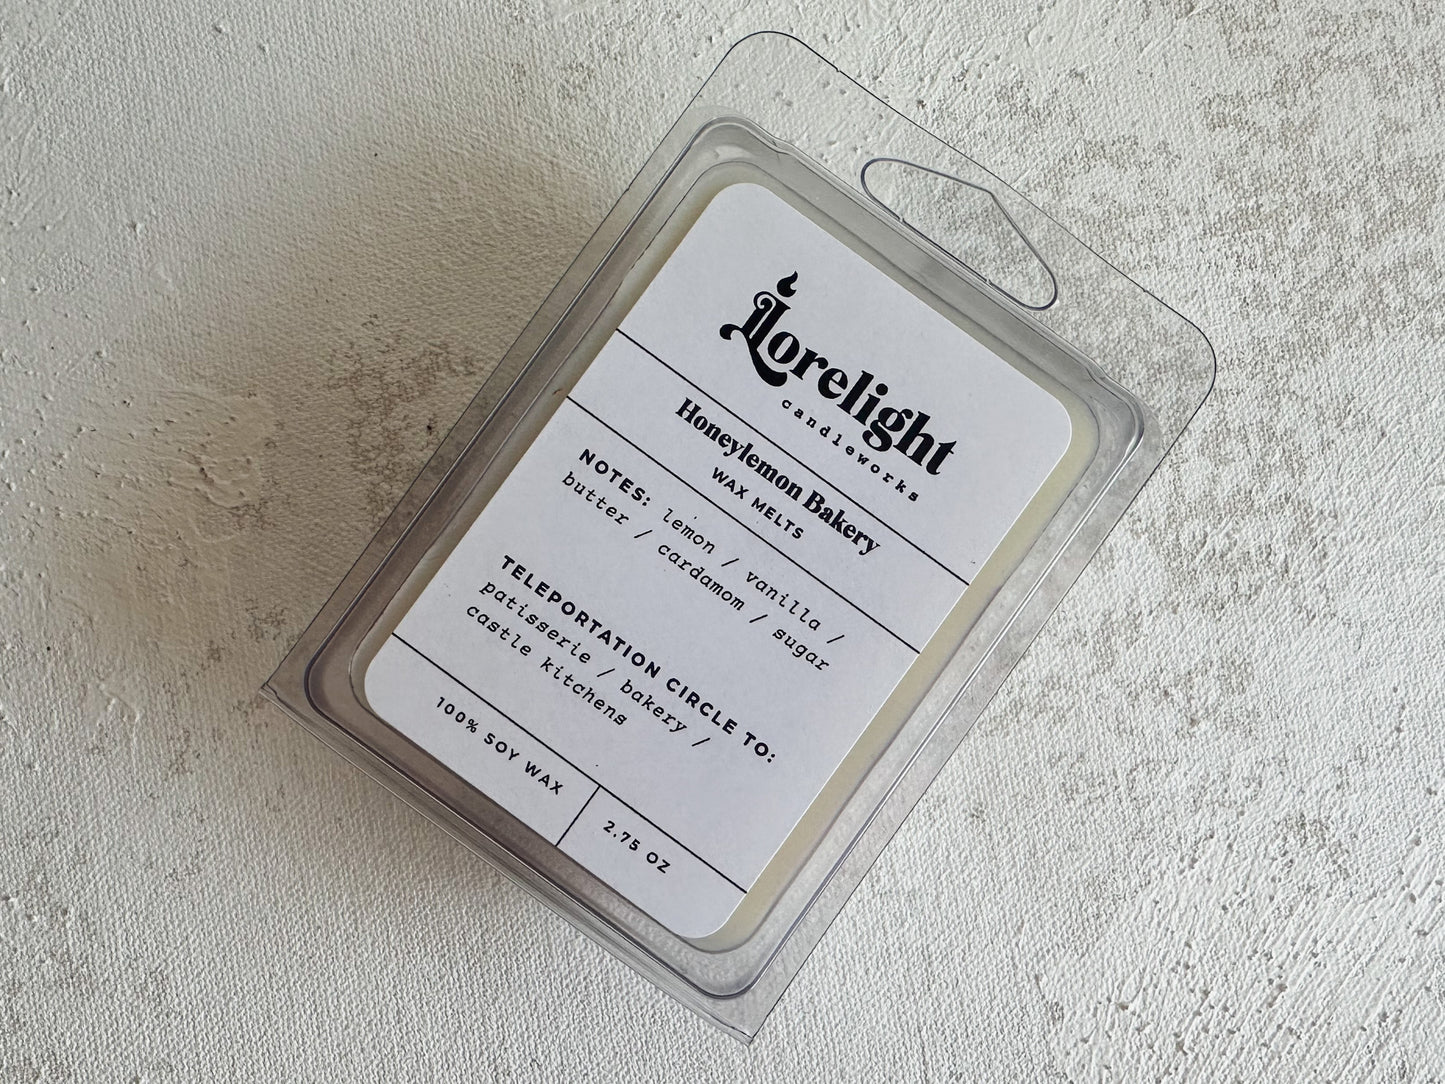 Lorelight
candleworks
Honeylemon Bakery
WAX MELTS
NOTES: lemon / vanilla /
butter / cardamom / sugar
TELEPORTATION CIRCLE TO:
patisserie / bakery /
castle kitchens
100% SOY WAX
2.75 OZ